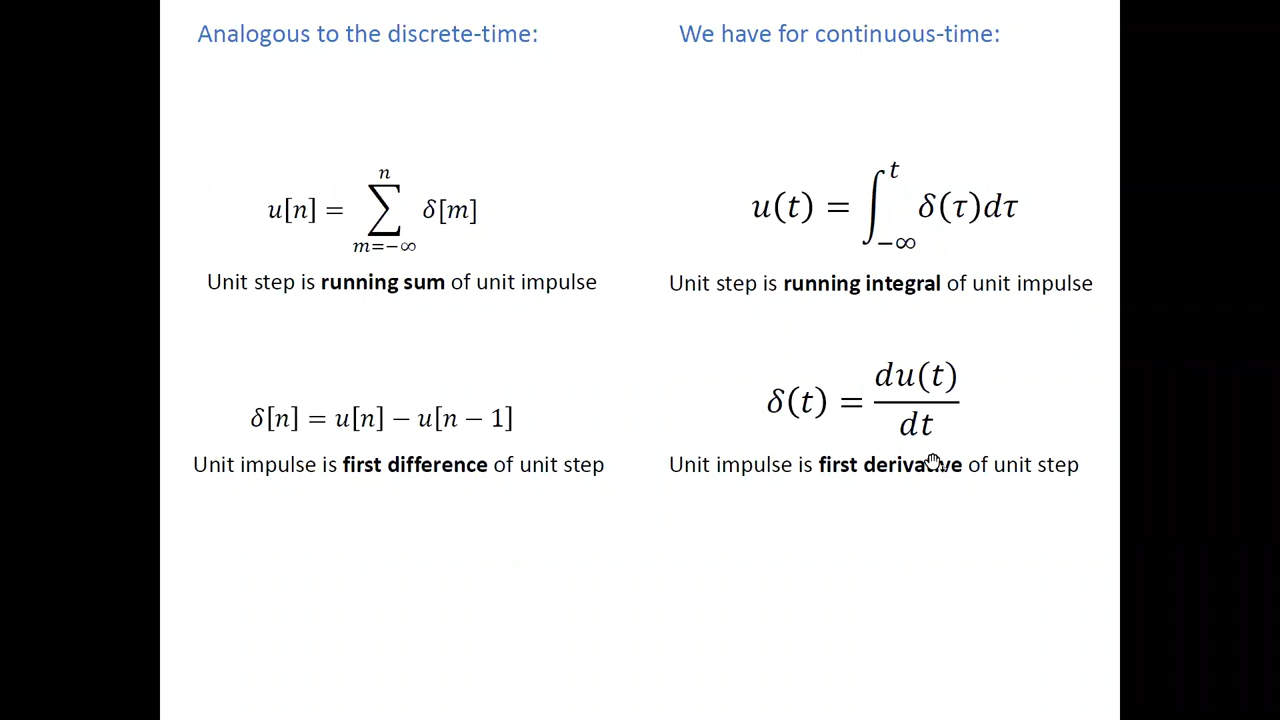 Analogous to the discrete-time:
u[n] = ∑_{m=−∞}^{n} δ[m]
Unit step is running sum of unit impulse
δ[n] = u[n] − u[n − 1]
Unit impulse is first difference of unit step
We have for continuous-time:
u(t) = ∫_{−∞}^{t} δ(τ)dτ
Unit step is running integral of unit impulse
δ(t) = du(t)/dt
Unit impulse is first derivative of unit step